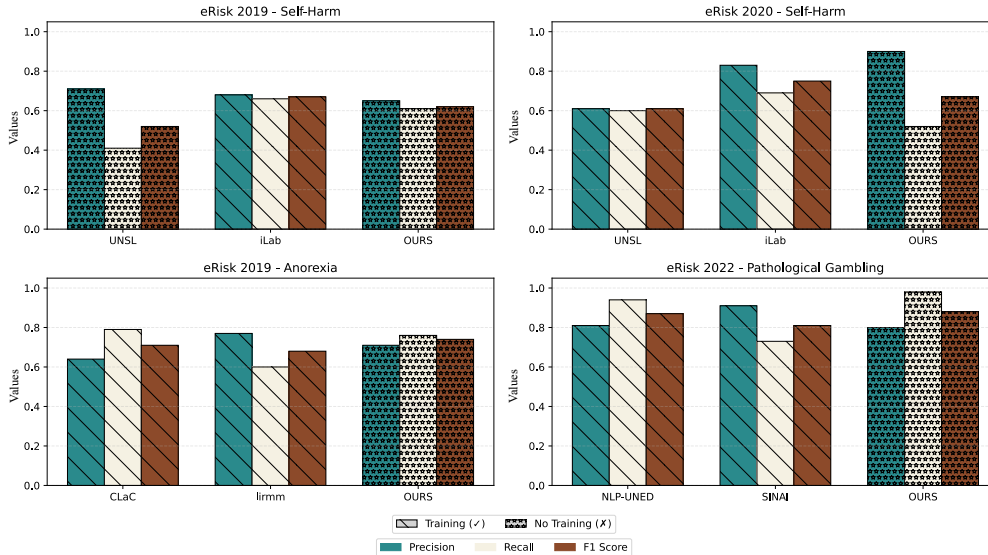 eRisk 2019 - Self-Harm
1.0
0.8
0.6
0.4
0.2
0.0
Values
UNSL iLab OURS
eRisk 2020 - Self-Harm
1.0
0.8
0.6
0.4
0.2
0.0
Values
UNSL iLab OURS
eRisk 2019 - Anorexia
1.0
0.8
0.6
0.4
0.2
0.0
Values
CLaC lirmm OURS
eRisk 2022 - Pathological Gambling
1.0
0.8
0.6
0.4
0.2
0.0
Values
NLP-UNED SINAI OURS
Training (✓) No Training (✗)
Precision Recall F1 Score